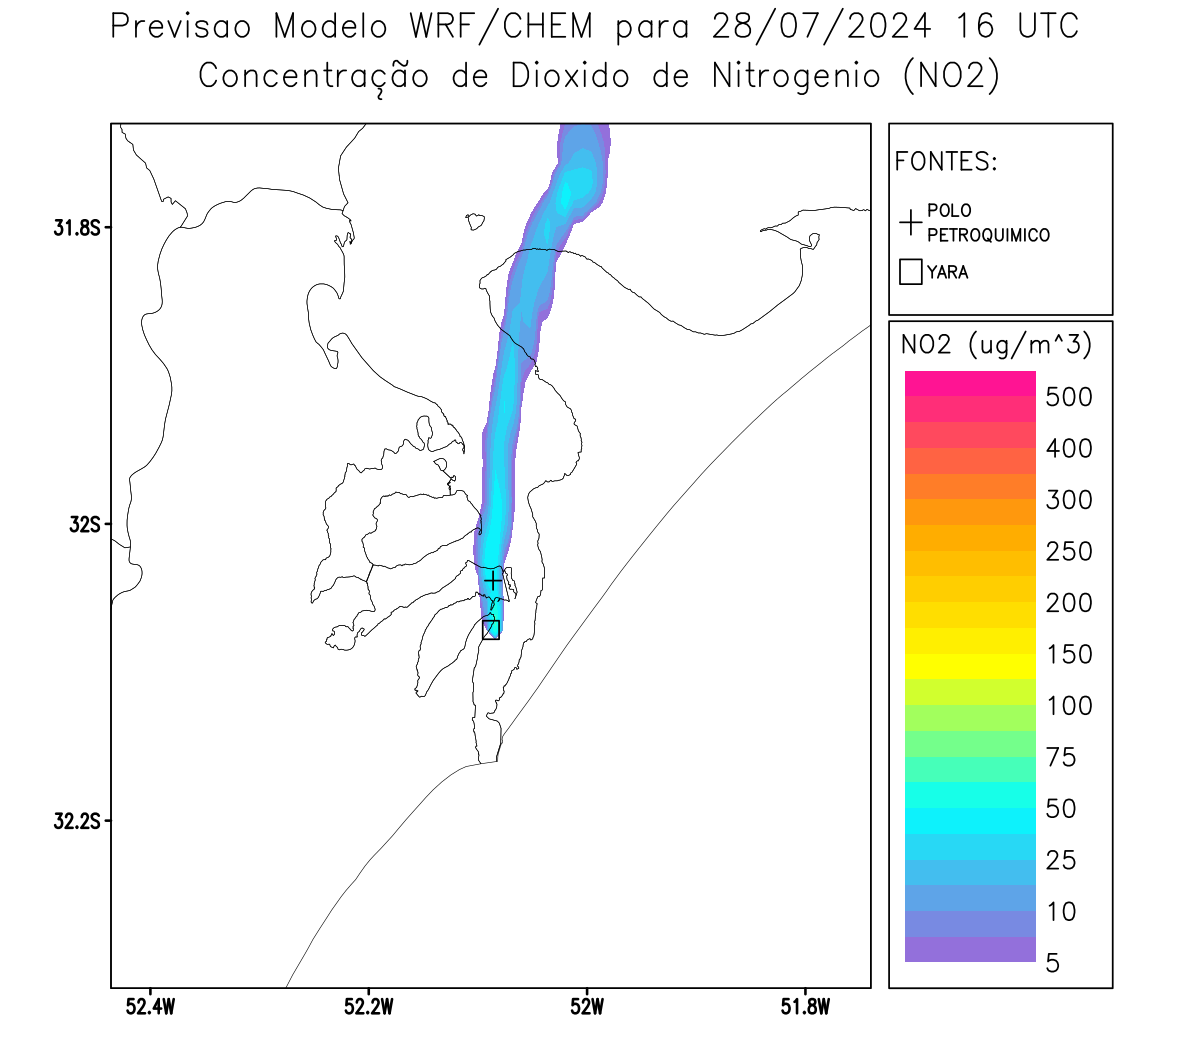 Previsao Modelo WRF/CHEM para 28/07/2024 16 UTC
Concentração de Dioxido de Nitrogenio (NO2)
FONTES:
POLO
PETROQUIMICO
YARA
31.8S
32S
32.2S
52.4W
52.2W
52W
51.8W
NO2 (ug/m^3)
500
400
300
250
200
150
100
75
50
25
10
5